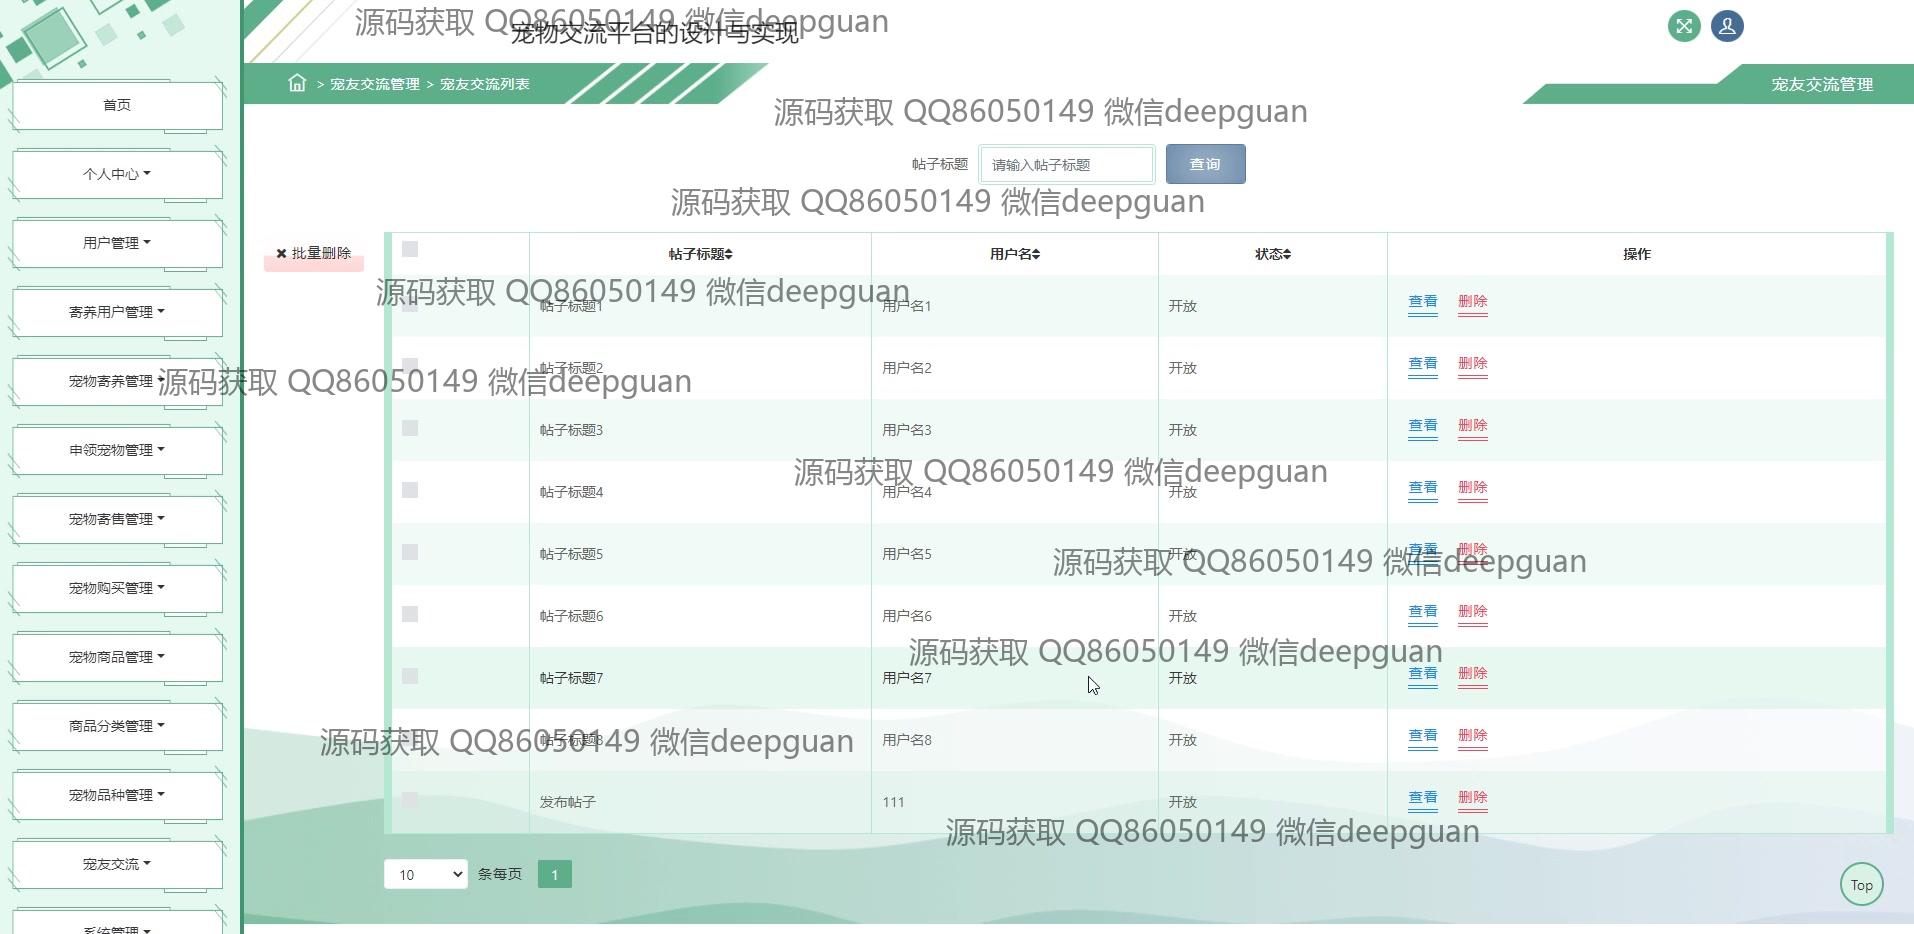 源码获取 QQ86050149 微信deepguan
宠物交流平台的设计与实现
> 宠友交流管理 > 宠友交流列表
宠友交流管理
源码获取 QQ86050149 微信deepguan
首页
个人中心
用户管理
寄养用户管理
宠物寄养管理
申领宠物管理
宠物寄售管理
宠物购买管理
宠物商品管理
商品分类管理
宠物品种管理
宠友交流
系统管理
帖子标题 请输入帖子标题 查询
源码获取 QQ86050149 微信deepguan
批量删除
帖子标题 用户名 状态 操作
源码获取 QQ86050149 微信deepguan
帖子标题1 用户名1 开放 查看 删除
帖子标题2 用户名2 开放 查看 删除
源码获取 QQ86050149 微信deepguan
帖子标题3 用户名3 开放 查看 删除
源码获取 QQ86050149 微信deepguan
帖子标题4 用户名4 开放 查看 删除
帖子标题5 用户名5 开放 查看 删除
源码获取 QQ86050149 微信deepguan
帖子标题6 用户名6 开放 查看 删除
源码获取 QQ86050149 微信deepguan
帖子标题7 用户名7 开放 查看 删除
帖子标题8 用户名8 开放 查看 删除
源码获取 QQ86050149 微信deepguan
发布帖子 111 开放 查看 删除
源码获取 QQ86050149 微信deepguan
10 条每页 1
Top